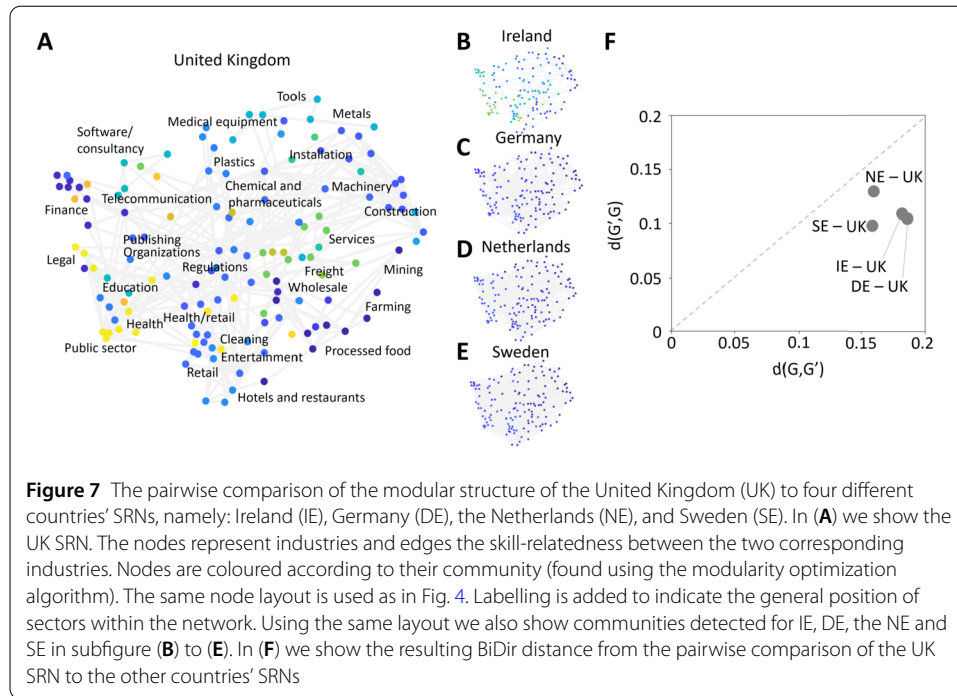 A
United Kingdom
Tools
Medical equipment
Metals
Software/
consultancy
Plastics
Installation
Chemical and
pharmaceuticals
Machinery
Telecommunication
Finance
Construction
Publishing
Organizations
Services
Legal
Regulations
Freight
Mining
Education
Wholesale
Farming
Health
Health/retail
Public sector
Cleaning
Processed food
Entertainment
Retail
Hotels and restaurants
B
Ireland
C
Germany
D
Netherlands
E
Sweden
F
0.2
0.15
0.1
0.05
0
d(G',G)
NE – UK
SE – UK
IE – UK
DE – UK
0
0.05
0.1
0.15
0.2
d(G,G')
Figure 7 The pairwise comparison of the modular structure of the United Kingdom (UK) to four different
countries' SRNs, namely: Ireland (IE), Germany (DE), the Netherlands (NE), and Sweden (SE). In (A) we show the
UK SRN. The nodes represent industries and edges the skill-relatedness between the two corresponding
industries. Nodes are coloured according to their community (found using the modularity optimization
algorithm). The same node layout is used as in Fig. 4. Labelling is added to indicate the general position of
sectors within the network. Using the same layout we also show communities detected for IE, DE, the NE and
SE in subfigure (B) to (E). In (F) we show the resulting BiDir distance from the pairwise comparison of the UK
SRN to the other countries' SRNs